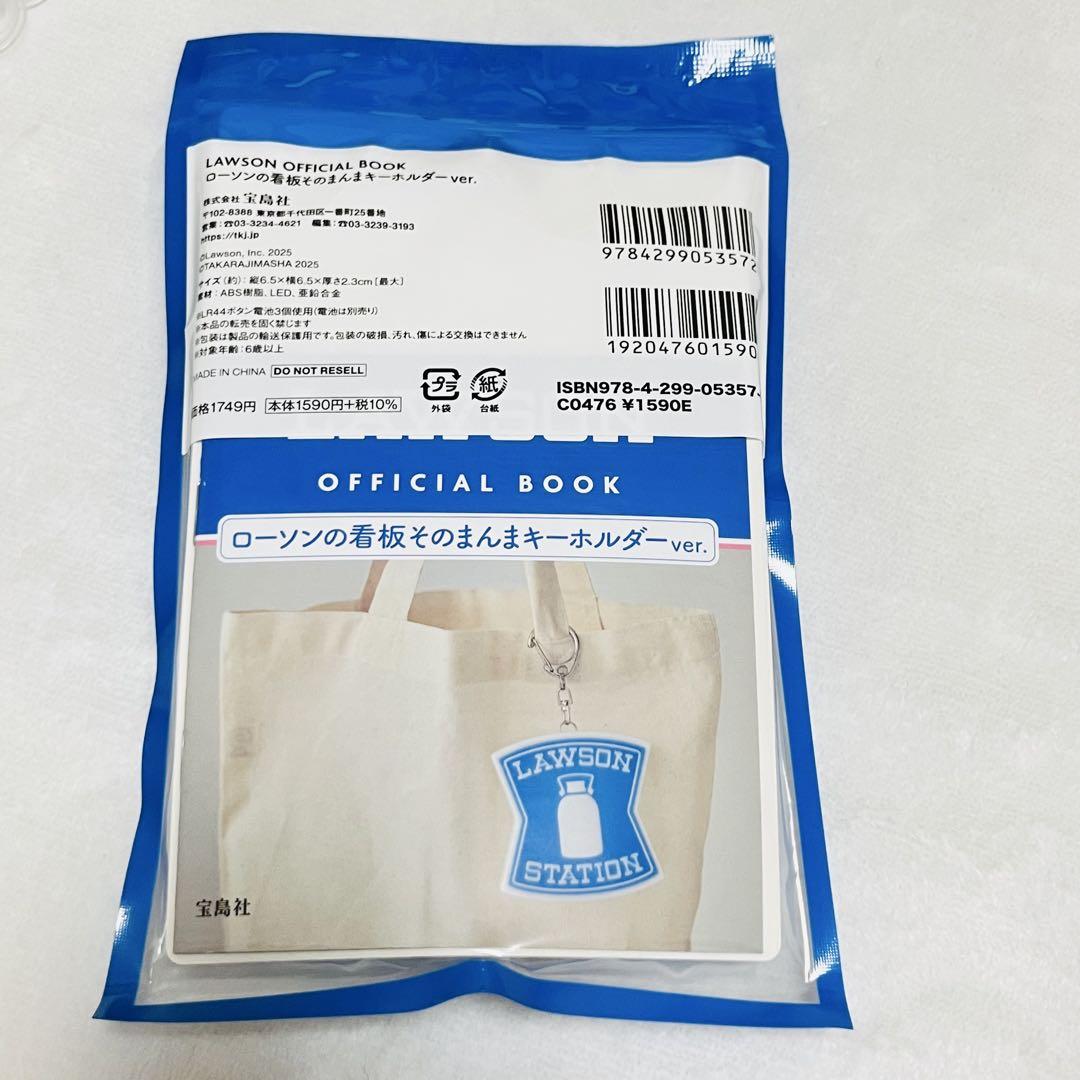 LAWSON OFFICIAL BOOK
ローソンの看板そのまんまキーホルダー ver.
株式会社 宝島社
〒102-8388 東京都千代田区一番町25番地
営業：☎03-3234-4621 編集：☎03-3239-3193
https://tkj.jp
©Lawson, Inc. 2025
©TAKARAJIMASHA 2025
サイズ（約）：縦6.5×横6.5×厚さ2.3cm［最大］
素材：ABS樹脂、LED、亜鉛合金
※LR44ボタン電池3個使用（電池は別売り）
※本品の転売を固く禁じます
※包装は製品の輸送保護用です。包装の破損、汚れ、傷による交換はできません
※対象年齢：6歳以上
MADE IN CHINA DO NOT RESELL
価格1749円 本体1590円+税10%
9784299053572
192047601590
プラ 外袋
紙 台紙
ISBN978-4-299-05357-
C0476 ¥1590E
OFFICIAL BOOK
ローソンの看板そのまんまキーホルダー ver.
LAWSON
STATION
宝島社